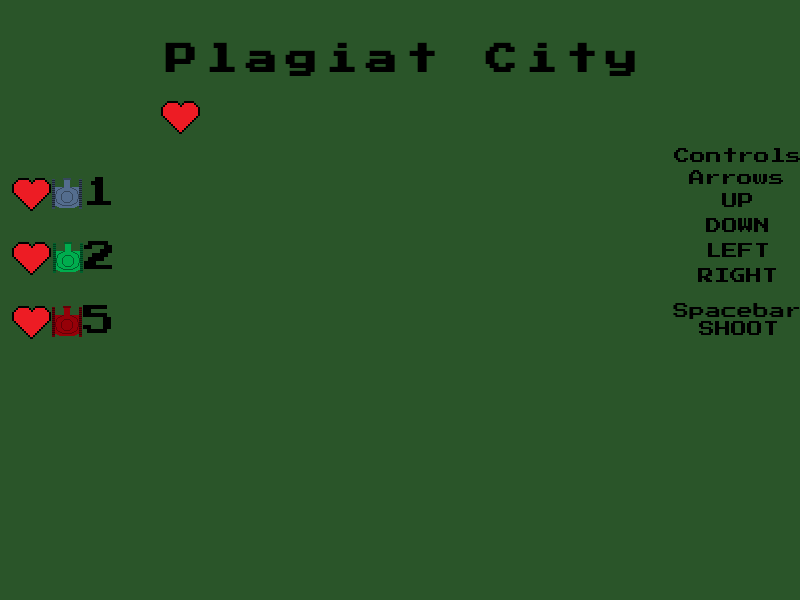 Plagiat City
1
2
5
Controls
Arrows
UP
DOWN
LEFT
RIGHT
Spacebar
SHOOT